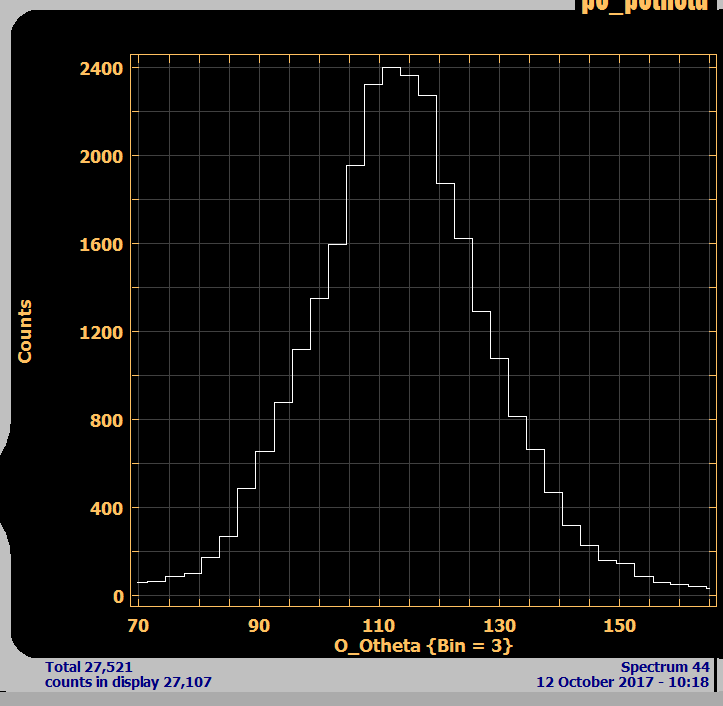 2400
2000
1600
1200
800
400
0
Counts
70 90 110 130 150
O_Otheta {Bin = 3}
Total 27,521 Spectrum 44
counts in display 27,107 12 October 2017 - 10:18